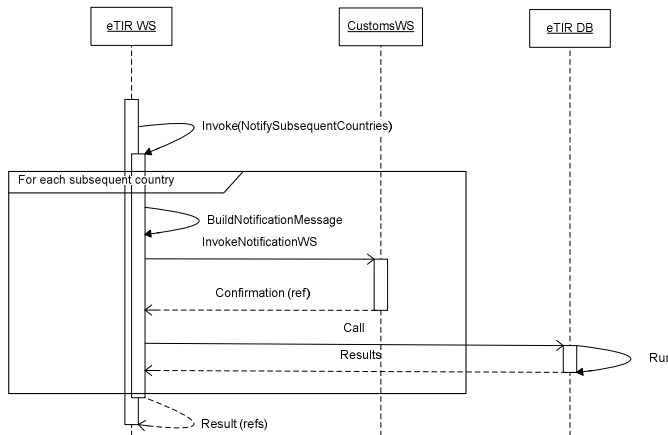 eTIR WS
CustomsWS
eTIR DB
Invoke(NotifySubsequentCountries)
For each subsequent country
BuildNotificationMessage
InvokeNotificationWS
Confirmation (ref)
Call
Results
Result (refs)